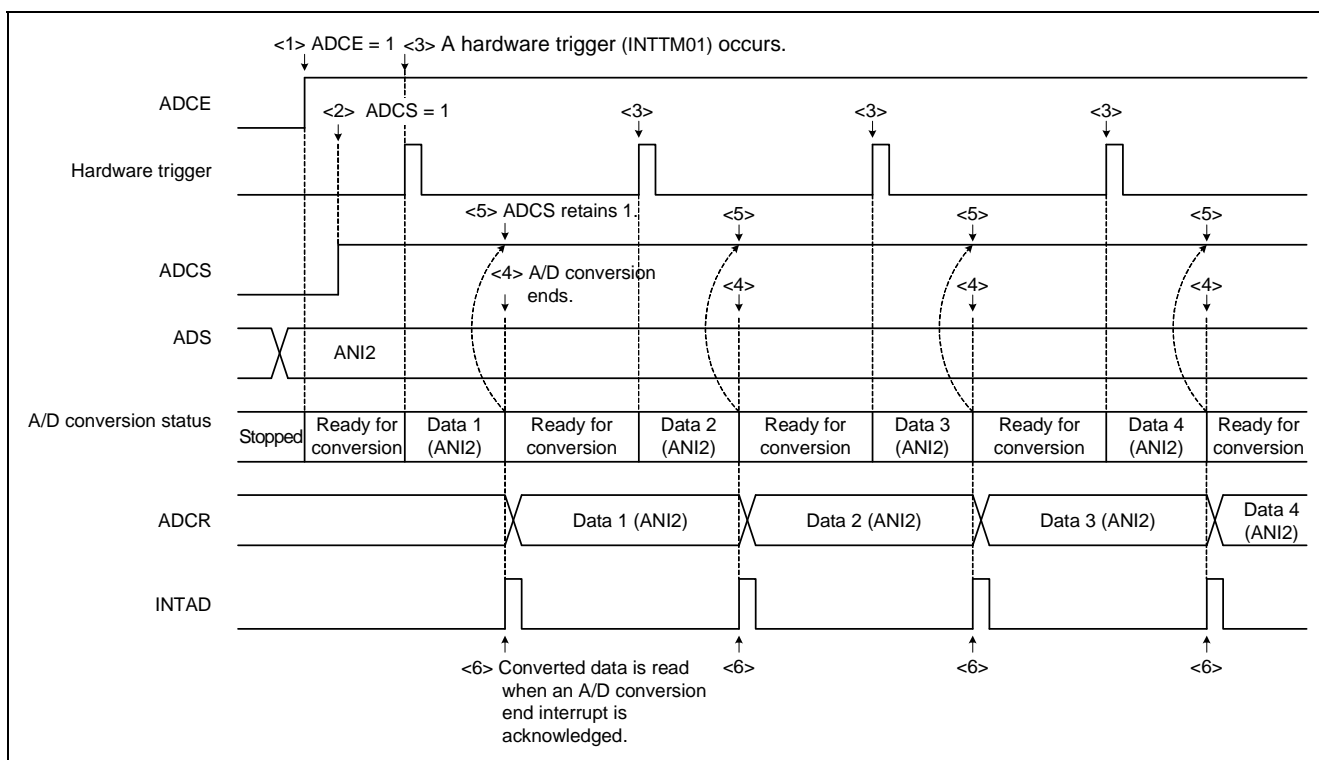 <1> ADCE = 1 <3> A hardware trigger (INTTM01) occurs.
ADCE
<2> ADCS = 1 <3> <3> <3>
Hardware trigger
<5> ADCS retains 1. <5> <5> <5>
ADCS
<4> A/D conversion
ends.
<4> <4> <4>
ADS
ANI2
A/D conversion status
Stopped
Ready for
conversion
Data 1
(ANI2)
Ready for
conversion
Data 2
(ANI2)
Ready for
conversion
Data 3
(ANI2)
Ready for
conversion
Data 4
(ANI2)
Ready for
conversion
ADCR
Data 1 (ANI2)
Data 2 (ANI2)
Data 3 (ANI2)
Data 4
(ANI2)
INTAD
<6> Converted data is read
when an A/D conversion
end interrupt is
acknowledged.
<6> <6> <6>